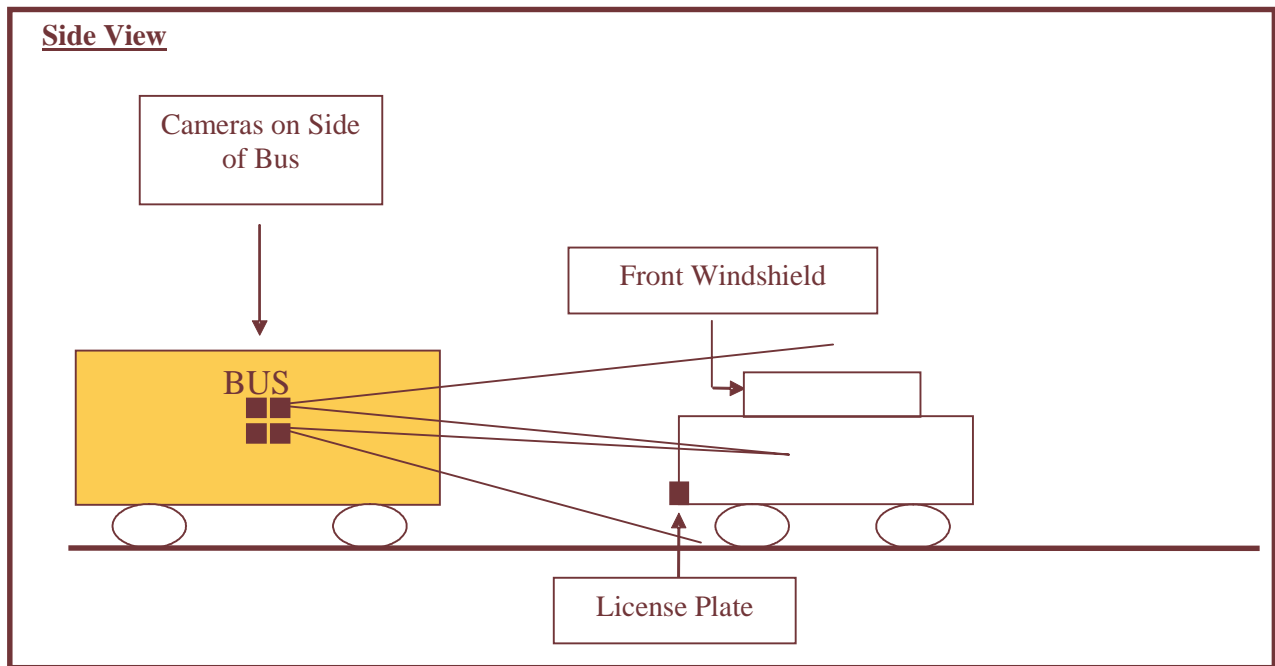 Side View
Cameras on Side
of Bus
Front Windshield
BUS
License Plate